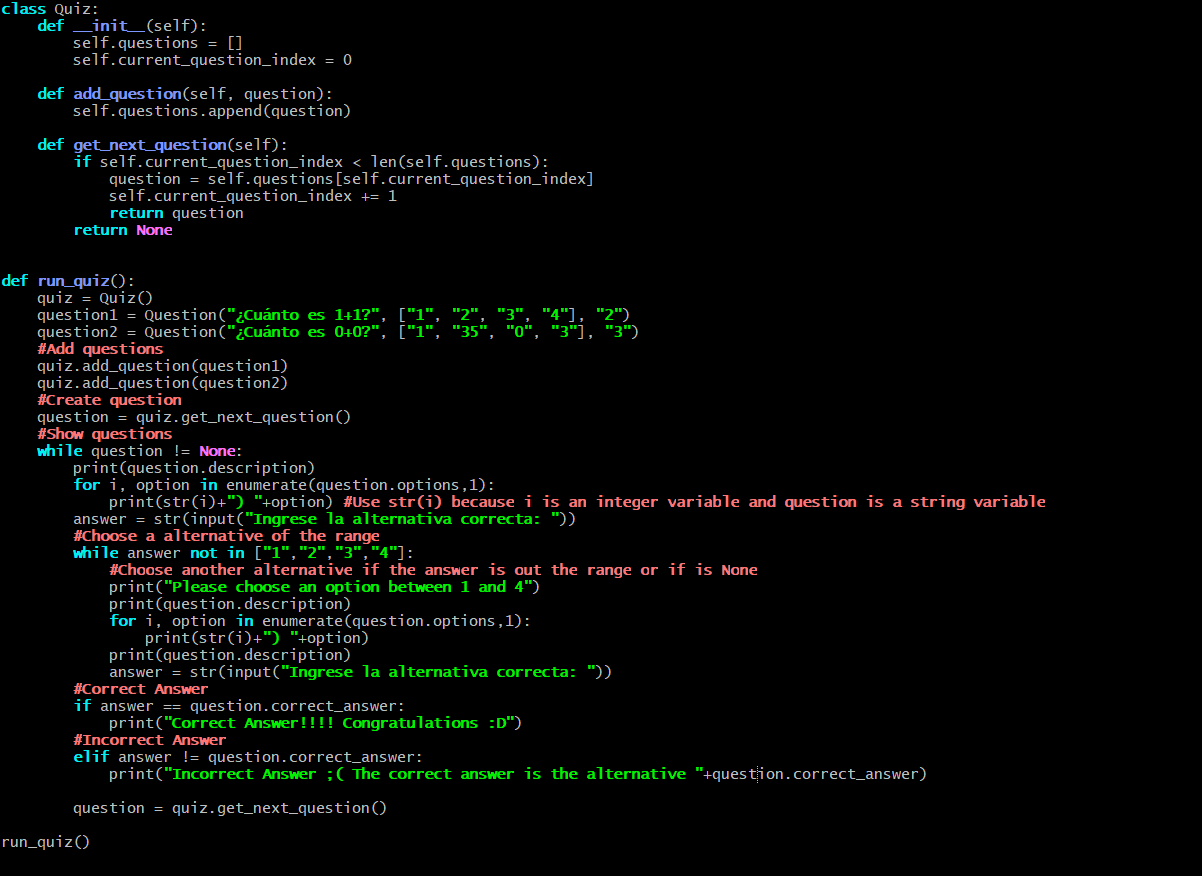 class Quiz:
    def __init__(self):
        self.questions = []
        self.current_question_index = 0

    def add_question(self, question):
        self.questions.append(question)

    def get_next_question(self):
        if self.current_question_index < len(self.questions):
            question = self.questions[self.current_question_index]
            self.current_question_index += 1
            return question
        return None


def run_quiz():
    quiz = Quiz()
    question1 = Question("¿Cuánto es 1+1?", ["1", "2", "3", "4"], "2")
    question2 = Question("¿Cuánto es 0+0?", ["1", "35", "0", "3"], "3")
    #Add questions
    quiz.add_question(question1)
    quiz.add_question(question2)
    #Create question
    question = quiz.get_next_question()
    #Show questions
    while question != None:
        print(question.description)
        for i, option in enumerate(question.options,1):
            print(str(i)+") "+option) #Use str(i) because i is an integer variable and question is a string variable
        answer = str(input("Ingrese la alternativa correcta: "))
        #Choose a alternative of the range
        while answer not in ["1","2","3","4"]:
            #Choose another alternative if the answer is out the range or if is None
            print("Please choose an option between 1 and 4")
            print(question.description)
            for i, option in enumerate(question.options,1):
                print(str(i)+") "+option)
            print(question.description)
            answer = str(input("Ingrese la alternativa correcta: "))
        #Correct Answer
        if answer == question.correct_answer:
            print("Correct Answer!!!! Congratulations :D")
        #Incorrect Answer
        elif answer != question.correct_answer:
            print("Incorrect Answer ;( The correct answer is the alternative "+question.correct_answer)

        question = quiz.get_next_question()

run_quiz()